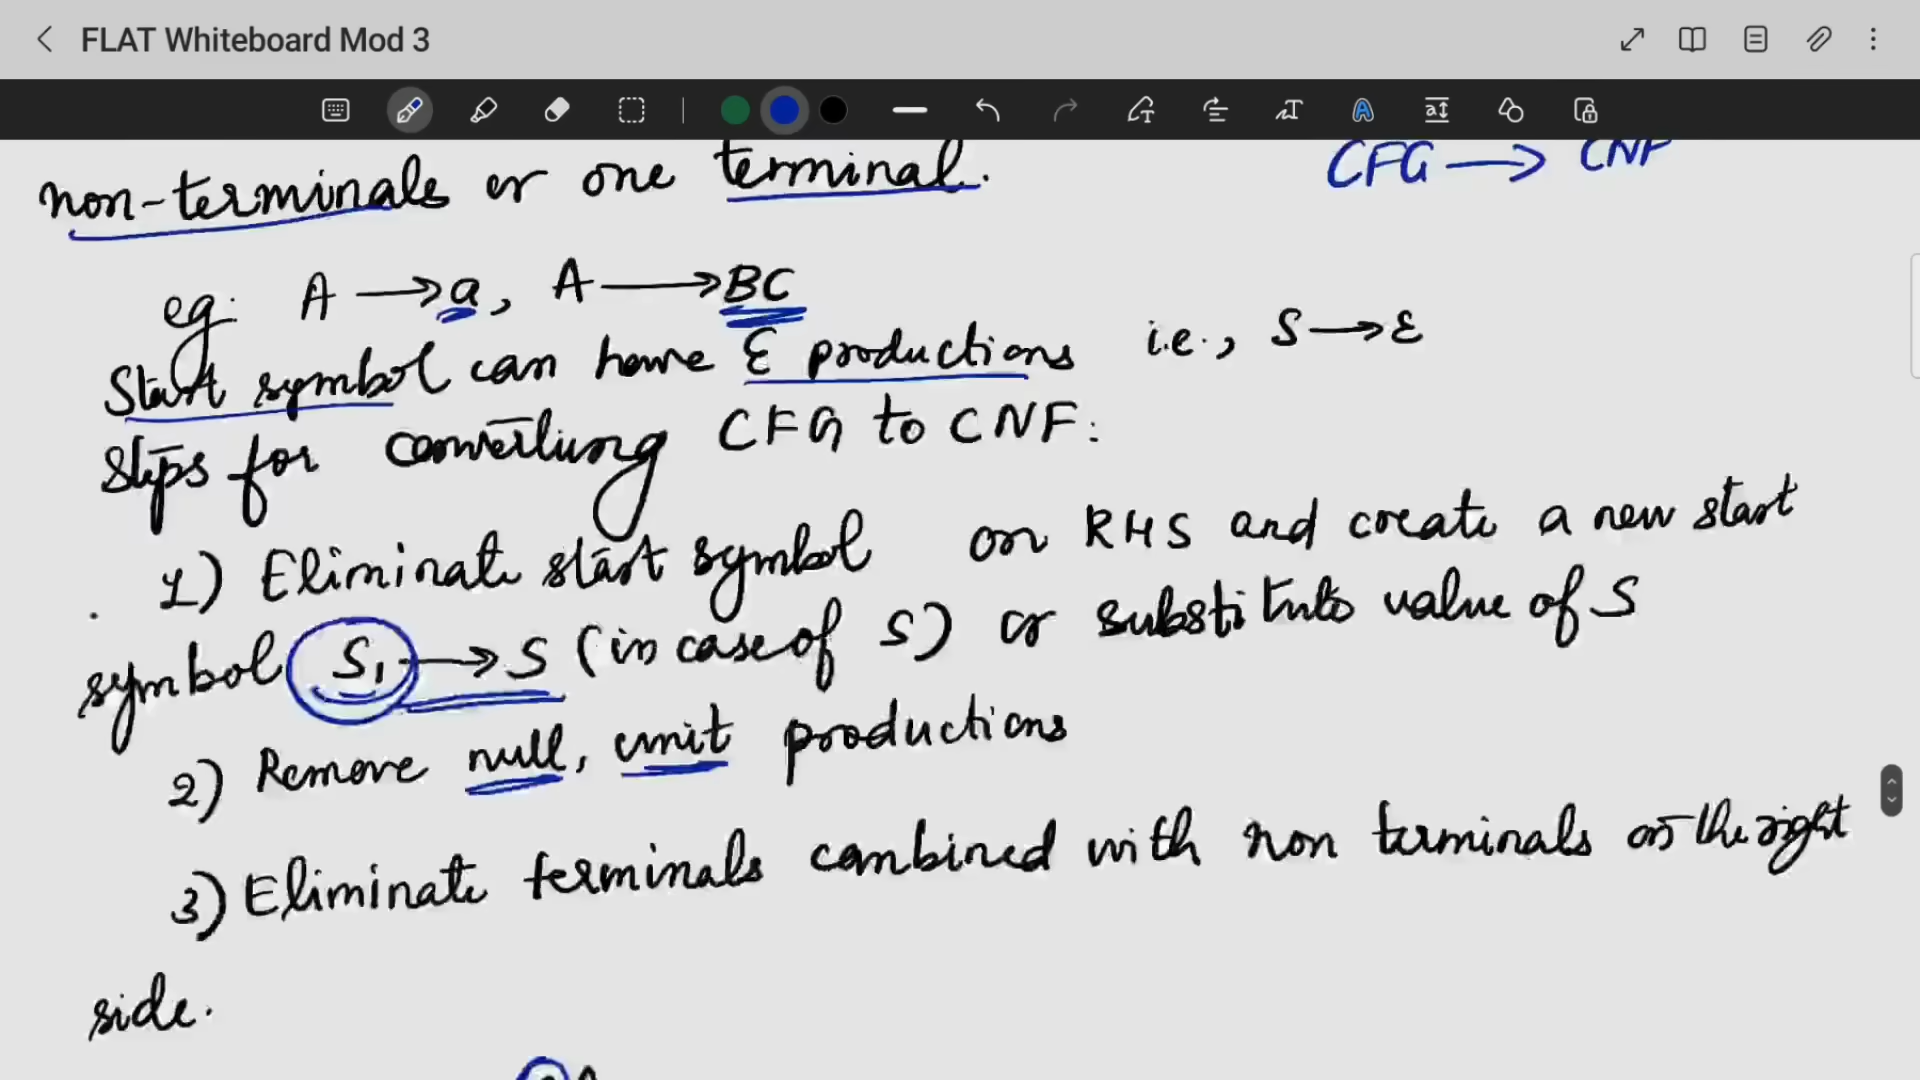 FLAT Whiteboard Mod 3
non-terminals or one terminal.
CFG → CNF
eg: A → a, A → BC
Start symbol can have ε productions i.e., S → ε
Steps for converting CFG to CNF:
1) Eliminate start symbol on RHS and create a new start
symbol S₁ → S (in case of S) or substitute value of S
2) Remove null, unit productions
3) Eliminate terminals combined with non terminals on the right
side.